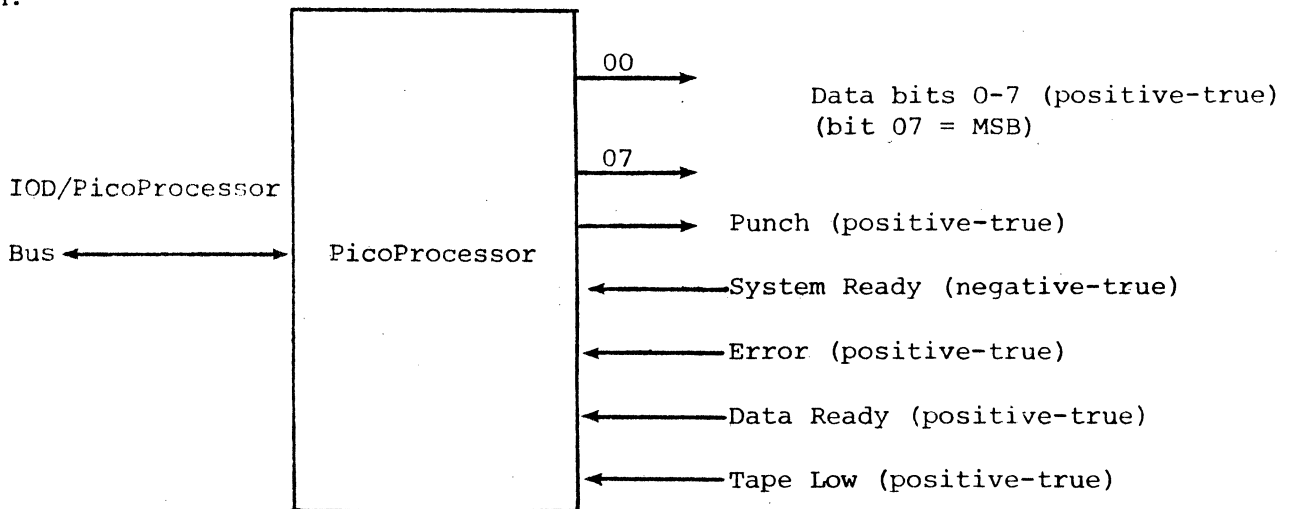 00
Data bits 0-7 (positive-true)
(bit 07 = MSB)
07
IOD/PicoProcessor
Bus
PicoProcessor
Punch (positive-true)
System Ready (negative-true)
Error (positive-true)
Data Ready (positive-true)
Tape Low (positive-true)